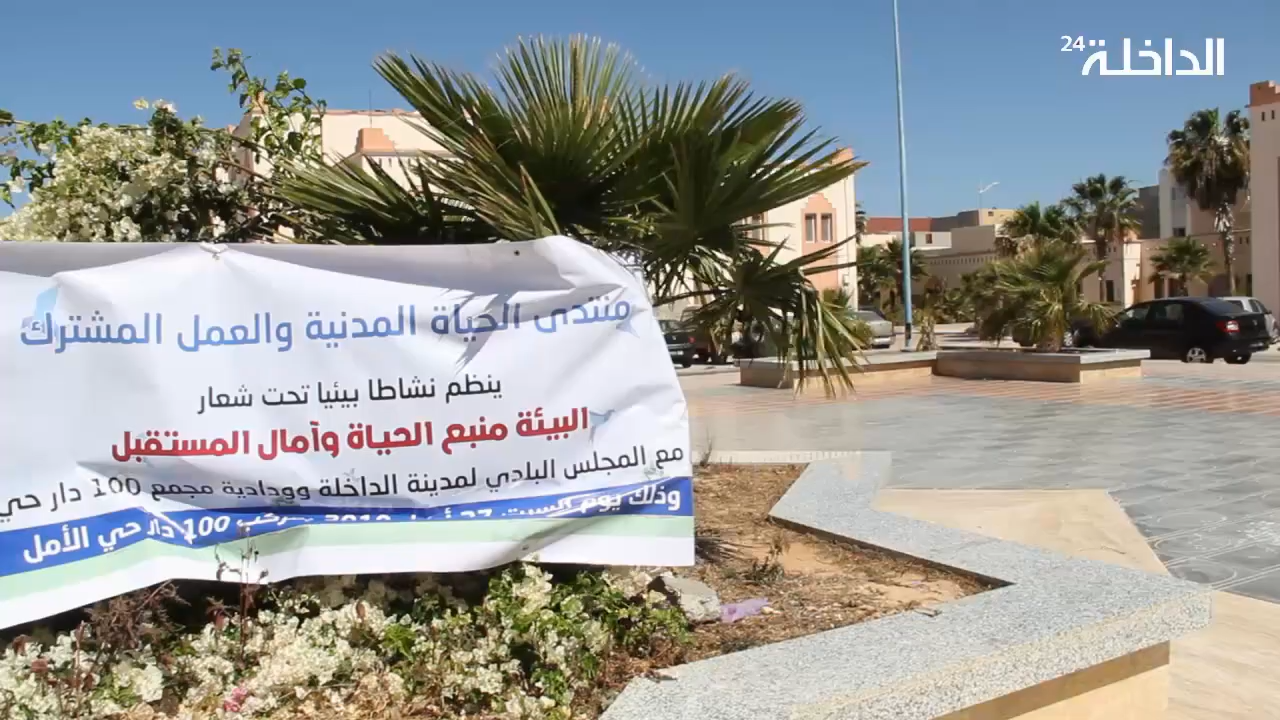 الداخلة 24
منتدى الحياة المدنية والعمل المشترك
ينظم نشاطا بيئيا تحت شعار
البيئة منبع الحياة وآمال المستقبل
مع المجلس البلدي لمدينة الداخلة وودادية مجمع 100 دار حي
وذلك يوم السبت 27 100 دار حي الأمل